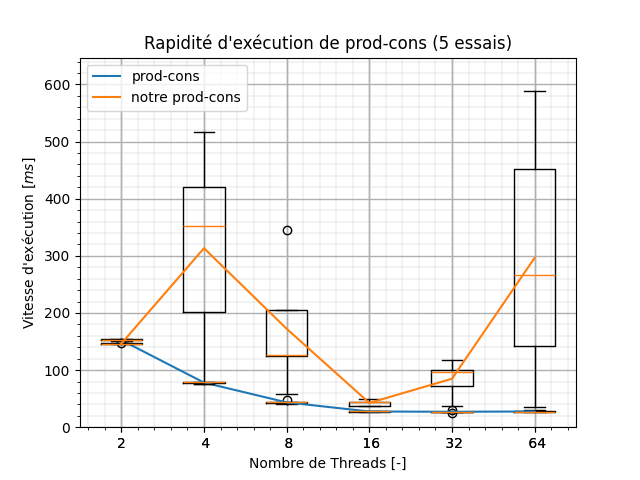 Rapidité d'exécution de prod-cons (5 essais)
prod-cons
notre prod-cons
Vitesse d'exécution [ms]
600
500
400
300
200
100
0
2 4 8 16 32 64
Nombre de Threads [-]